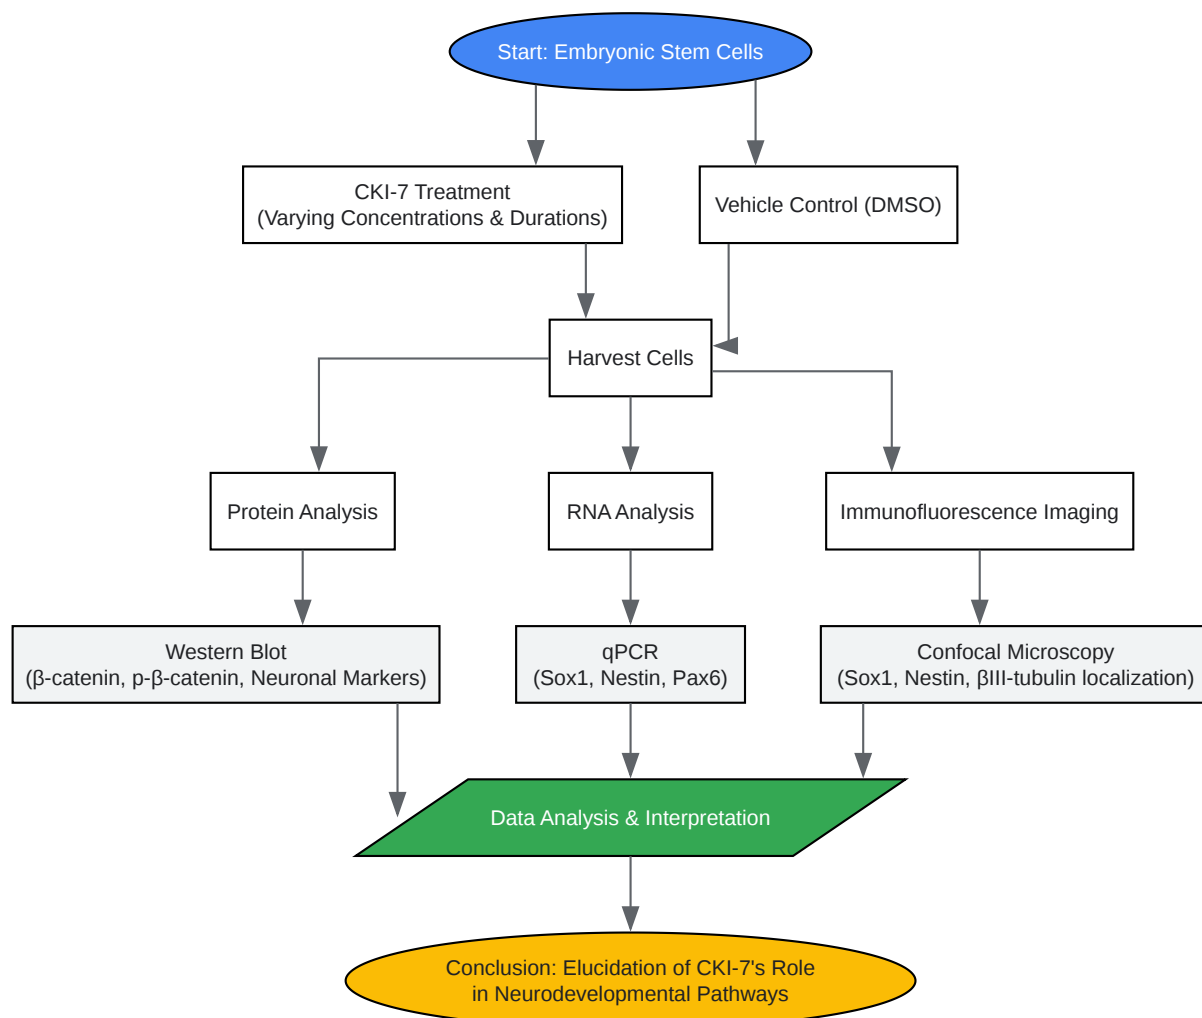 Start: Embryonic Stem Cells
CKI-7 Treatment
(Varying Concentrations & Durations)
Vehicle Control (DMSO)
Harvest Cells
Protein Analysis
RNA Analysis
Immunofluorescence Imaging
Western Blot
(β-catenin, p-β-catenin, Neuronal Markers)
qPCR
(Sox1, Nestin, Pax6)
Confocal Microscopy
(Sox1, Nestin, βIII-tubulin localization)
Data Analysis & Interpretation
Conclusion: Elucidation of CKI-7's Role
in Neurodevelopmental Pathways